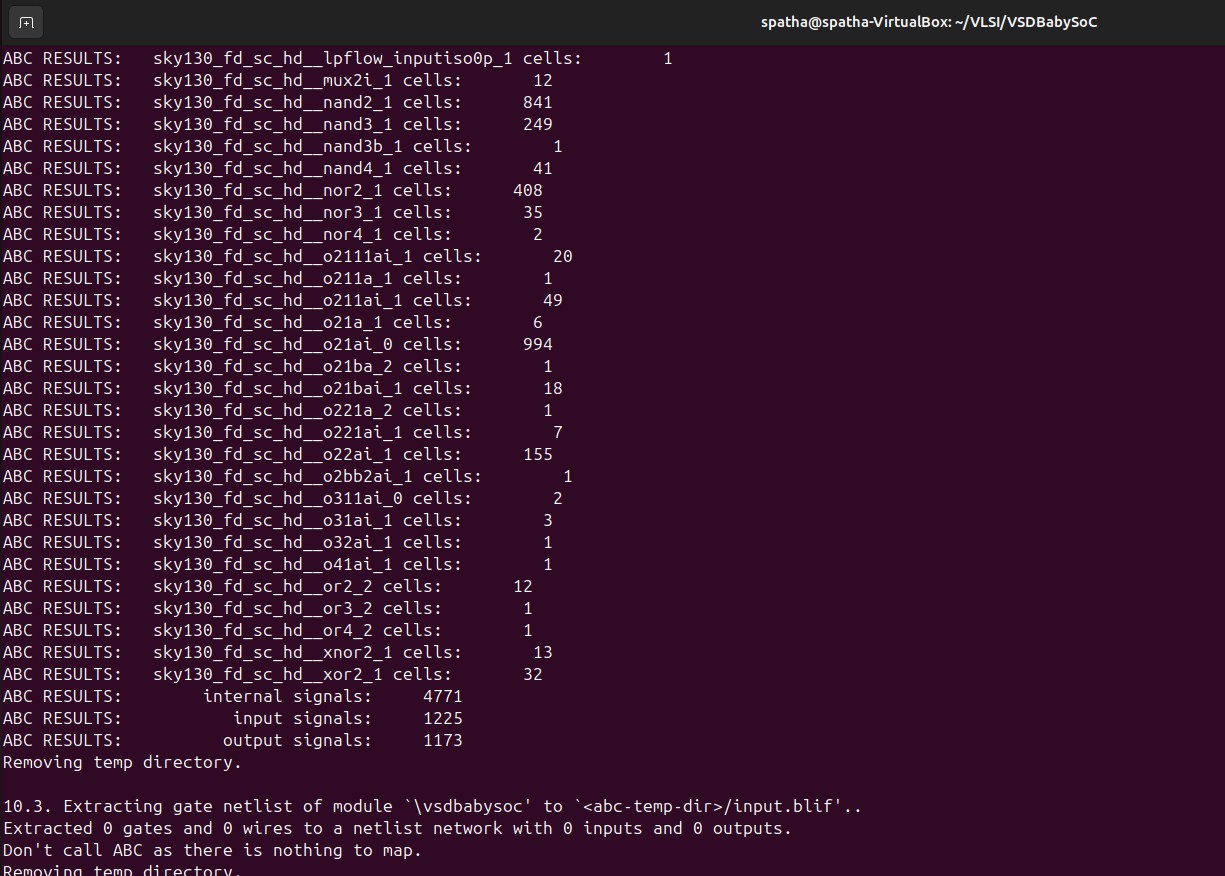 spatha@spatha-VirtualBox: ~/VLSI/VSDBabySoC
ABC RESULTS:   sky130_fd_sc_hd__lpflow_inputiso0p_1 cells:        1
ABC RESULTS:   sky130_fd_sc_hd__mux2i_1 cells:       12
ABC RESULTS:   sky130_fd_sc_hd__nand2_1 cells:      841
ABC RESULTS:   sky130_fd_sc_hd__nand3_1 cells:      249
ABC RESULTS:   sky130_fd_sc_hd__nand3b_1 cells:        1
ABC RESULTS:   sky130_fd_sc_hd__nand4_1 cells:       41
ABC RESULTS:   sky130_fd_sc_hd__nor2_1 cells:      408
ABC RESULTS:   sky130_fd_sc_hd__nor3_1 cells:       35
ABC RESULTS:   sky130_fd_sc_hd__nor4_1 cells:        2
ABC RESULTS:   sky130_fd_sc_hd__o2111ai_1 cells:       20
ABC RESULTS:   sky130_fd_sc_hd__o211a_1 cells:        1
ABC RESULTS:   sky130_fd_sc_hd__o211ai_1 cells:       49
ABC RESULTS:   sky130_fd_sc_hd__o21a_1 cells:        6
ABC RESULTS:   sky130_fd_sc_hd__o21ai_0 cells:      994
ABC RESULTS:   sky130_fd_sc_hd__o21ba_2 cells:        1
ABC RESULTS:   sky130_fd_sc_hd__o21bai_1 cells:       18
ABC RESULTS:   sky130_fd_sc_hd__o221a_2 cells:        1
ABC RESULTS:   sky130_fd_sc_hd__o221ai_1 cells:        7
ABC RESULTS:   sky130_fd_sc_hd__o22ai_1 cells:      155
ABC RESULTS:   sky130_fd_sc_hd__o2bb2ai_1 cells:        1
ABC RESULTS:   sky130_fd_sc_hd__o311ai_0 cells:        2
ABC RESULTS:   sky130_fd_sc_hd__o31ai_1 cells:        3
ABC RESULTS:   sky130_fd_sc_hd__o32ai_1 cells:        1
ABC RESULTS:   sky130_fd_sc_hd__o41ai_1 cells:        1
ABC RESULTS:   sky130_fd_sc_hd__or2_2 cells:       12
ABC RESULTS:   sky130_fd_sc_hd__or3_2 cells:        1
ABC RESULTS:   sky130_fd_sc_hd__or4_2 cells:        1
ABC RESULTS:   sky130_fd_sc_hd__xnor2_1 cells:       13
ABC RESULTS:   sky130_fd_sc_hd__xor2_1 cells:       32
ABC RESULTS:        internal signals:     4771
ABC RESULTS:           input signals:     1225
ABC RESULTS:          output signals:     1173
Removing temp directory.

10.3. Extracting gate netlist of module `\vsdbabysoc' to `<abc-temp-dir>/input.blif'..
Extracted 0 gates and 0 wires to a netlist network with 0 inputs and 0 outputs.
Don't call ABC as there is nothing to map.
Removing temp directory.